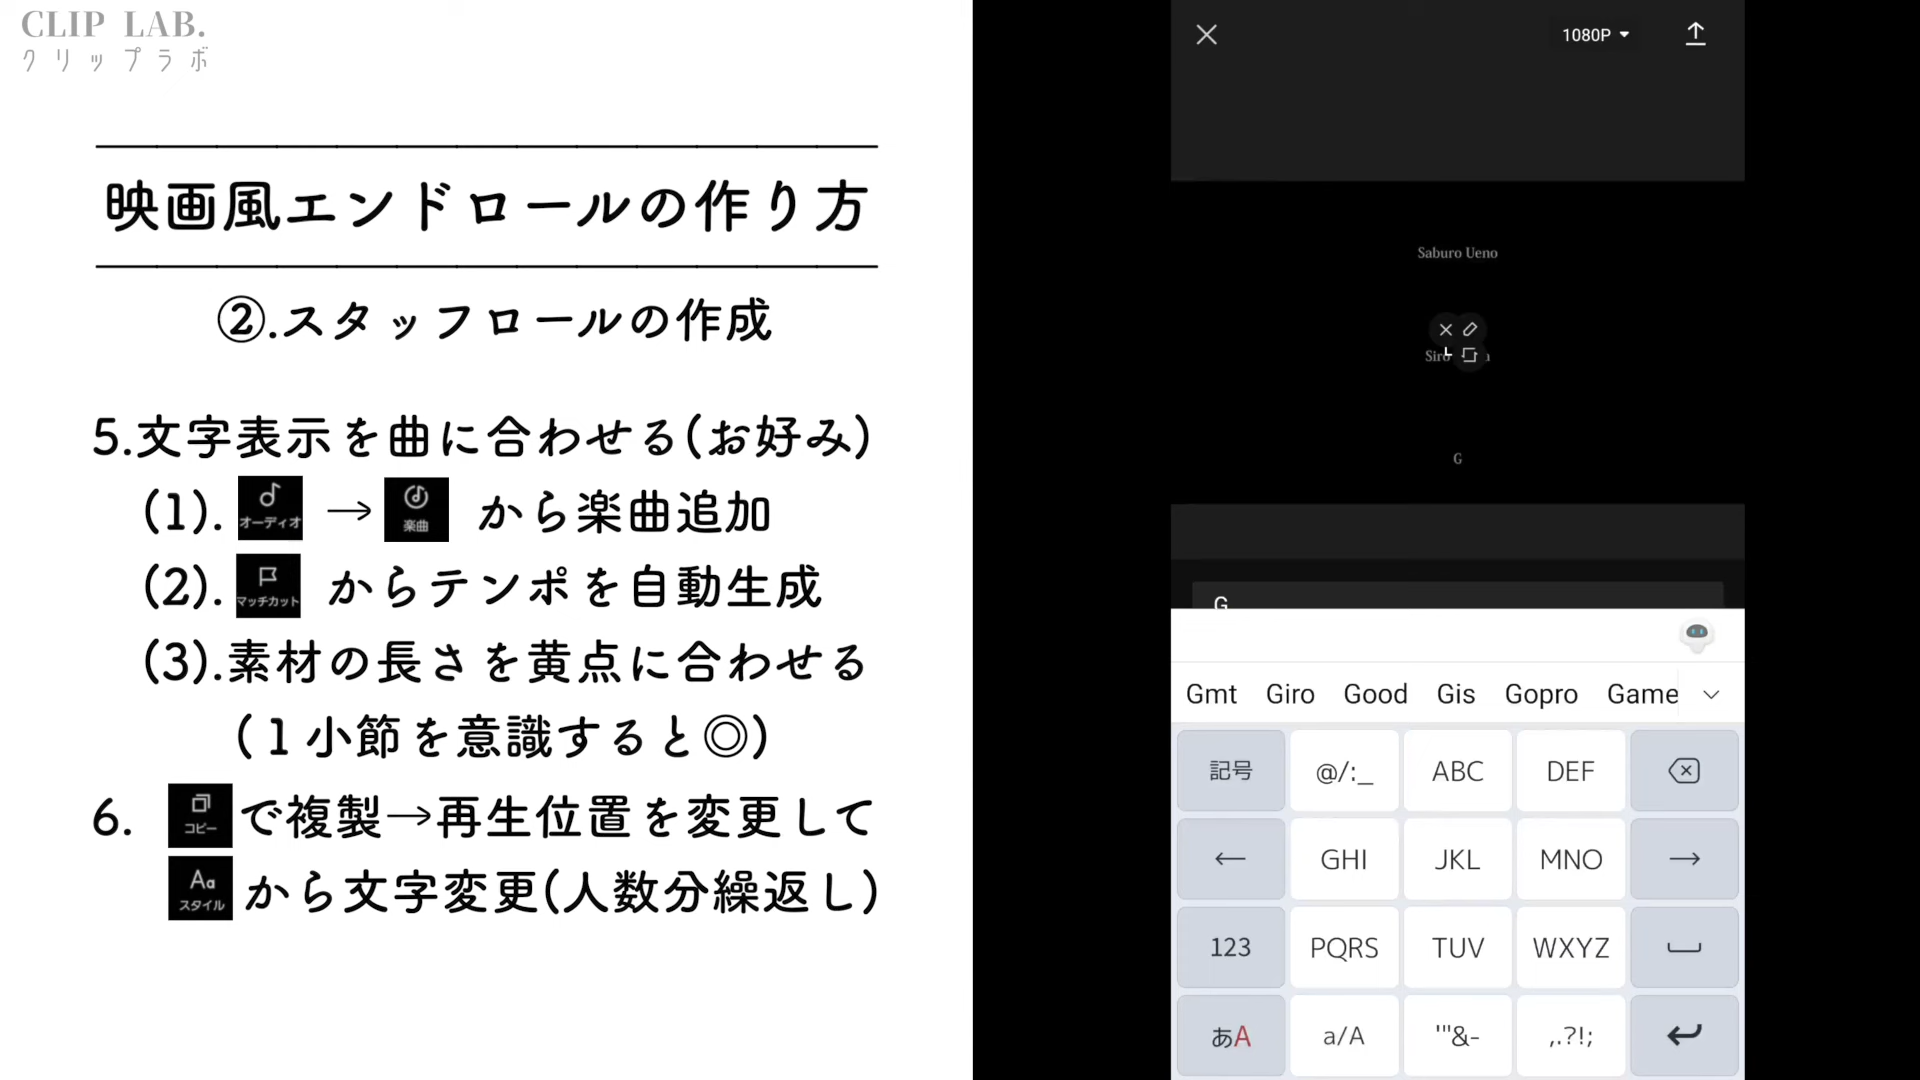 CLIP LAB.
クリップラボ
映画風エンドロールの作り方
②.スタッフロールの作成
5.文字表示を曲に合わせる(お好み)
(1). オーディオ → 楽曲 から楽曲追加
(2). マッチカット からテンポを自動生成
(3).素材の長さを黄点に合わせる
(１小節を意識すると◎)
6. コピー で複製→再生位置を変更して
Aa スタイル から文字変更(人数分繰返し)
1080P
Saburo Ueno
G
G
Gmt Giro Good Gis Gopro Game
記号 @/:_ ABC DEF
← GHI JKL MNO →
123 PQRS TUV WXYZ
あA a/A '"&- ,.?!;